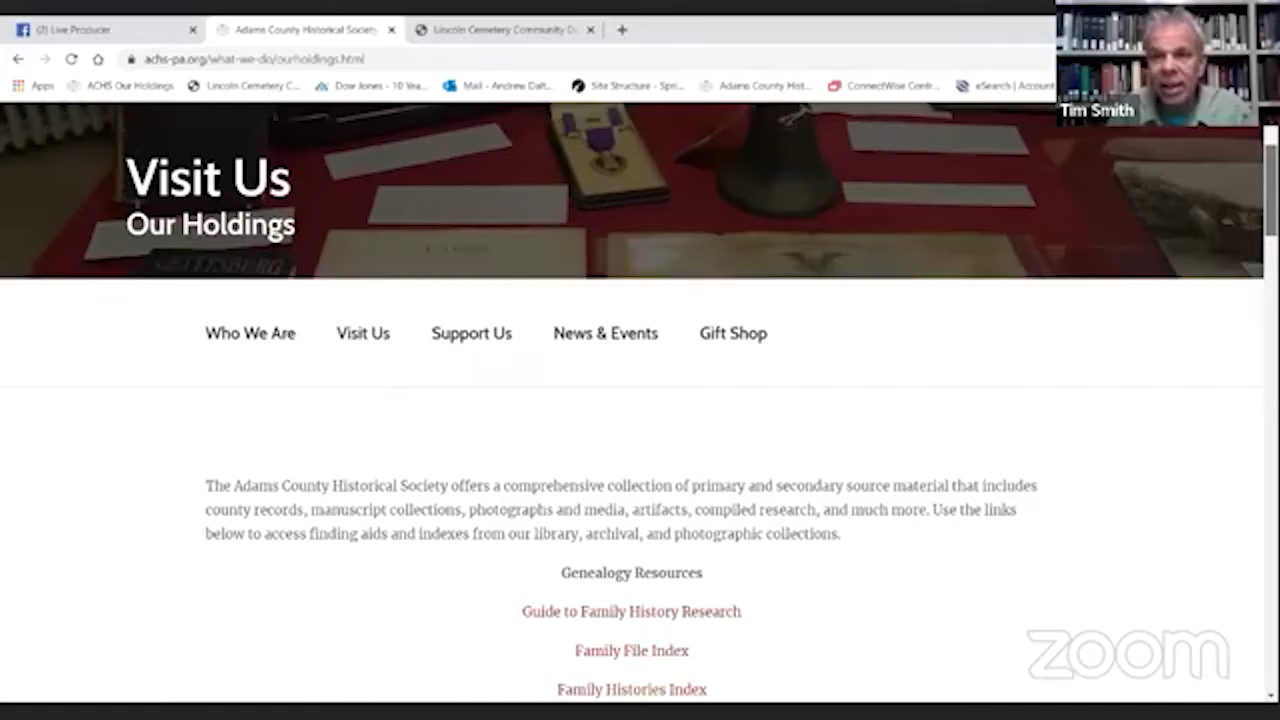 (2) Live Producer
Adams County Historical Societ
Lincoln Cemetery Community D
achs-pa.org/what-we-do/ourholdings.html
Apps
ACHS Our Holdings
Lincoln Cemetery C...
Dow Jones - 10 Yea...
Mail - Andrew Dalt...
Site Structure - Spri...
Adams County Hist...
ConnectWise Contr...
eSearch | Account
Tim Smith
Visit Us
Our Holdings
GETTYSBURG
Who We Are
Visit Us
Support Us
News & Events
Gift Shop
The Adams County Historical Society offers a comprehensive collection of primary and secondary source material that includes
county records, manuscript collections, photographs and media, artifacts, compiled research, and much more. Use the links
below to access finding aids and indexes from our library, archival, and photographic collections.
Genealogy Resources
Guide to Family History Research
Family File Index
Family Histories Index
zoom